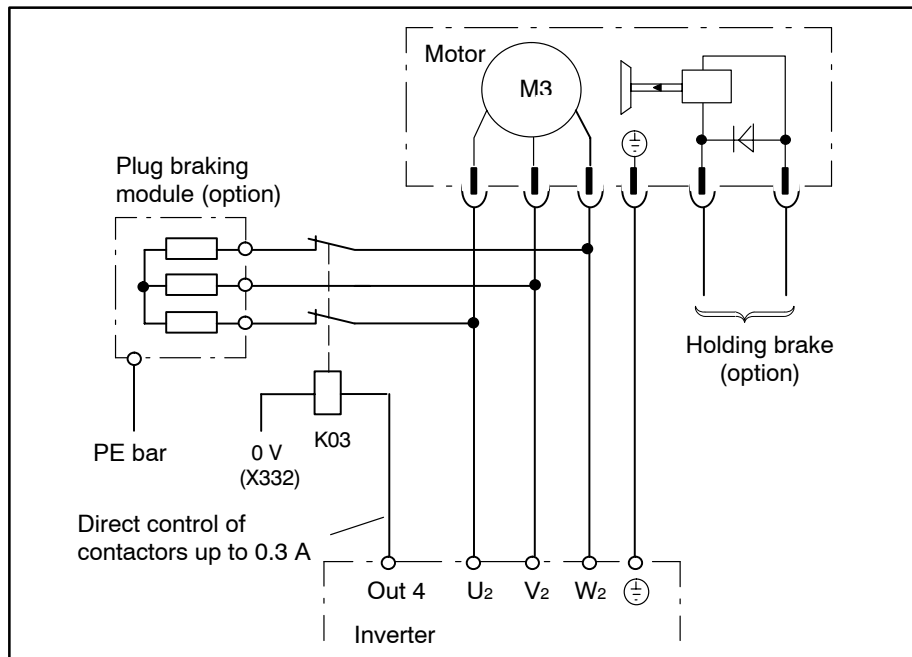 Motor
M3
Plug braking
module (option)
Holding brake
(option)
PE bar
0 V
(X332)
K03
Direct control of
contactors up to 0.3 A
Out 4 U2 V2 W2
Inverter